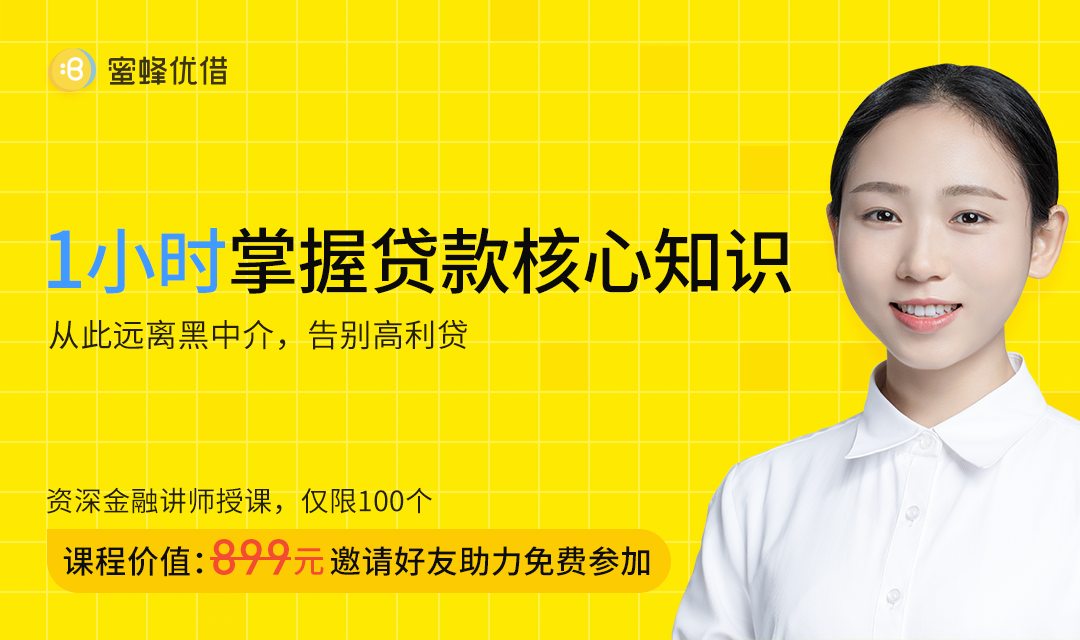 蜜蜂优借
1小时掌握贷款核心知识
从此远离黑中介，告别高利贷
资深金融讲师授课，仅限100个
课程价值：899元 邀请好友助力免费参加